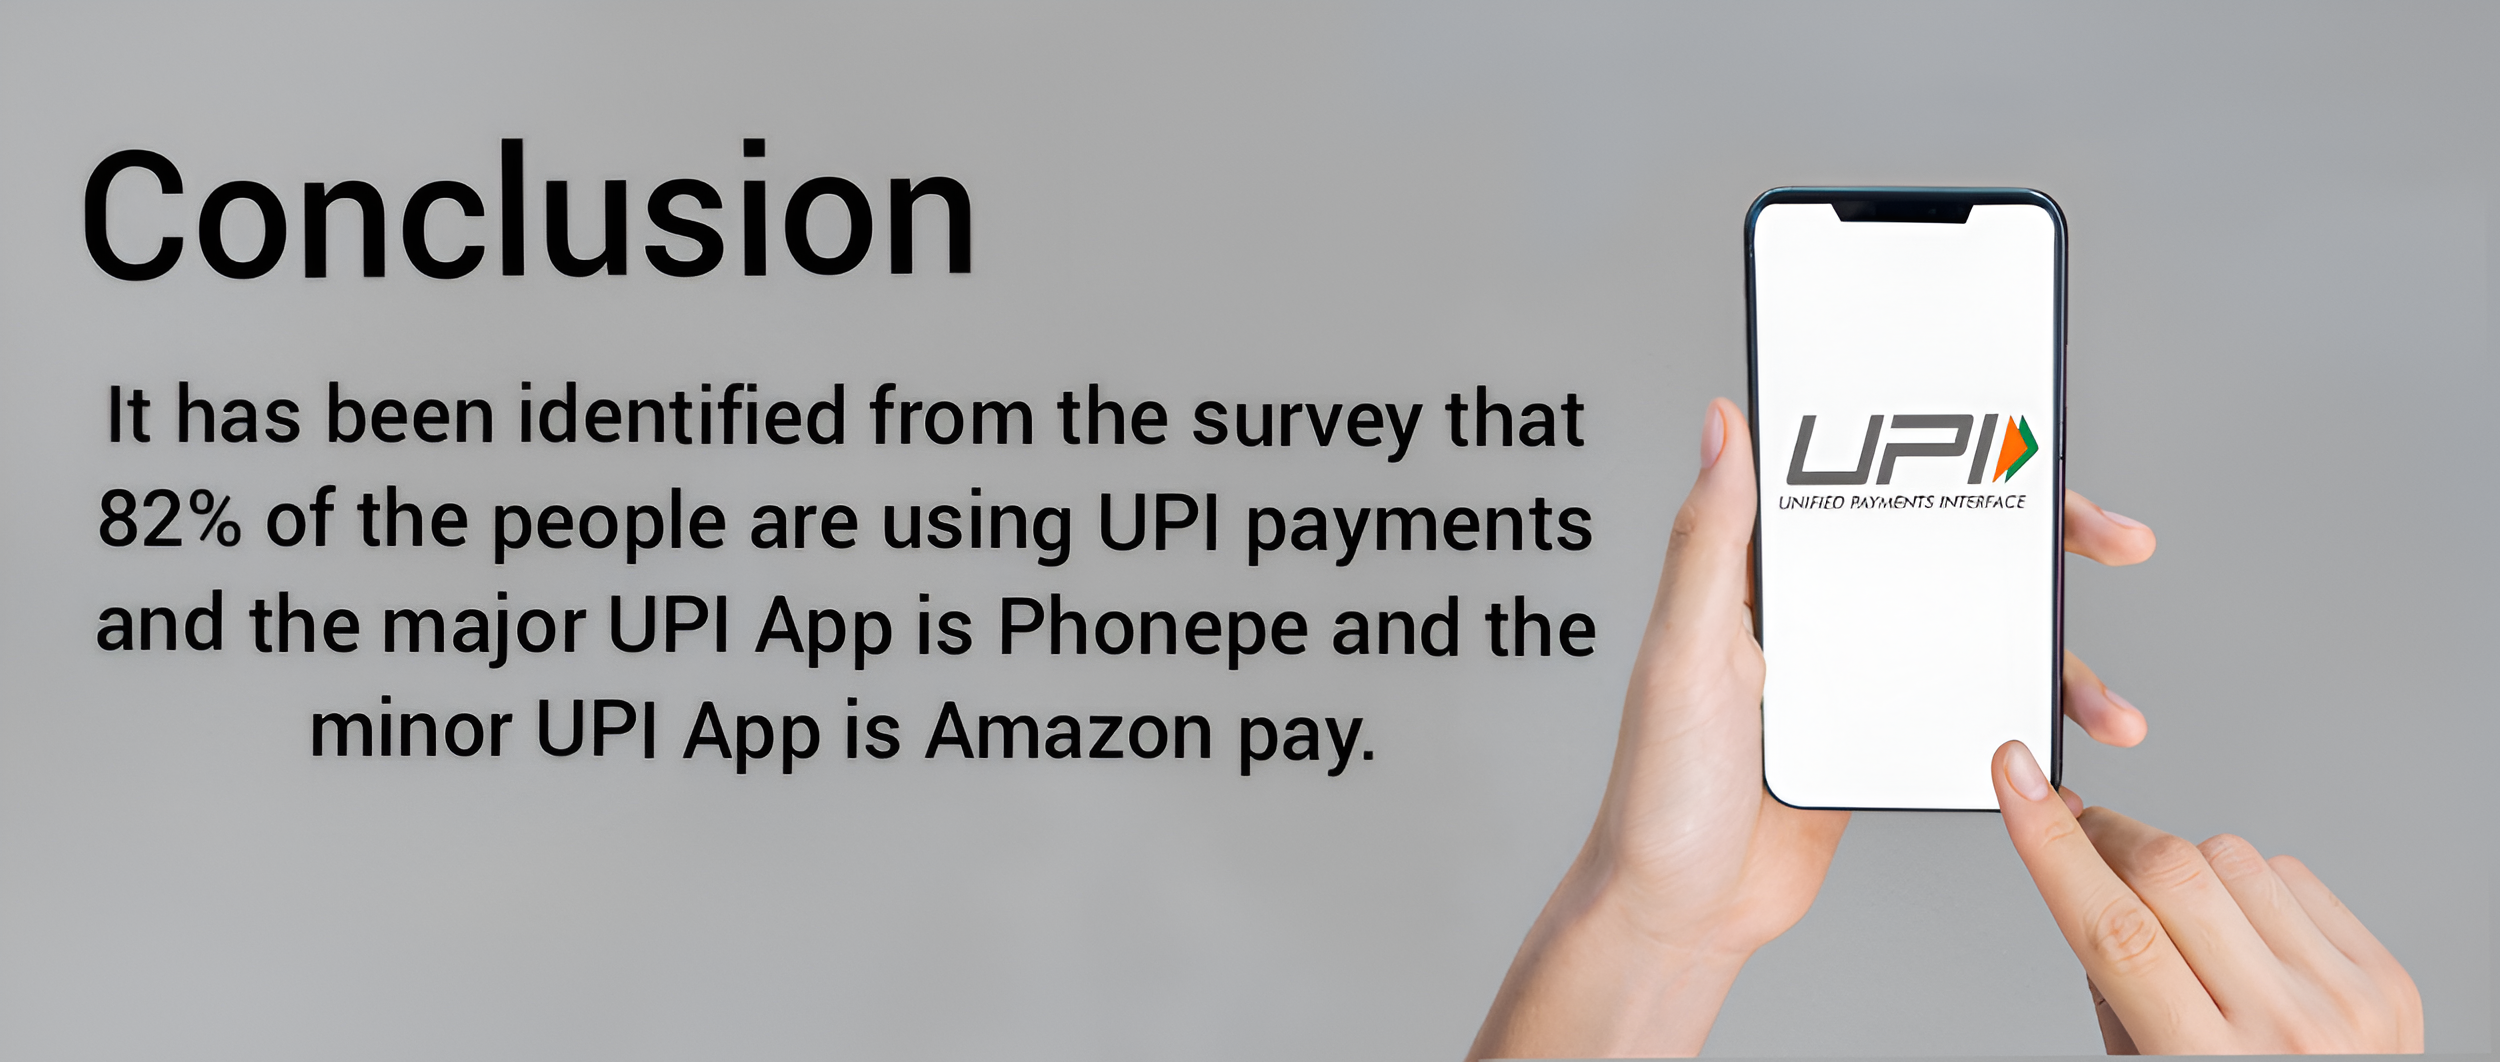 Conclusion
It has been identified from the survey that
82% of the people are using UPI payments
and the major UPI App is Phonepe and the
minor UPI App is Amazon pay.
UPI
UNIFIED PAYMENTS INTERFACE